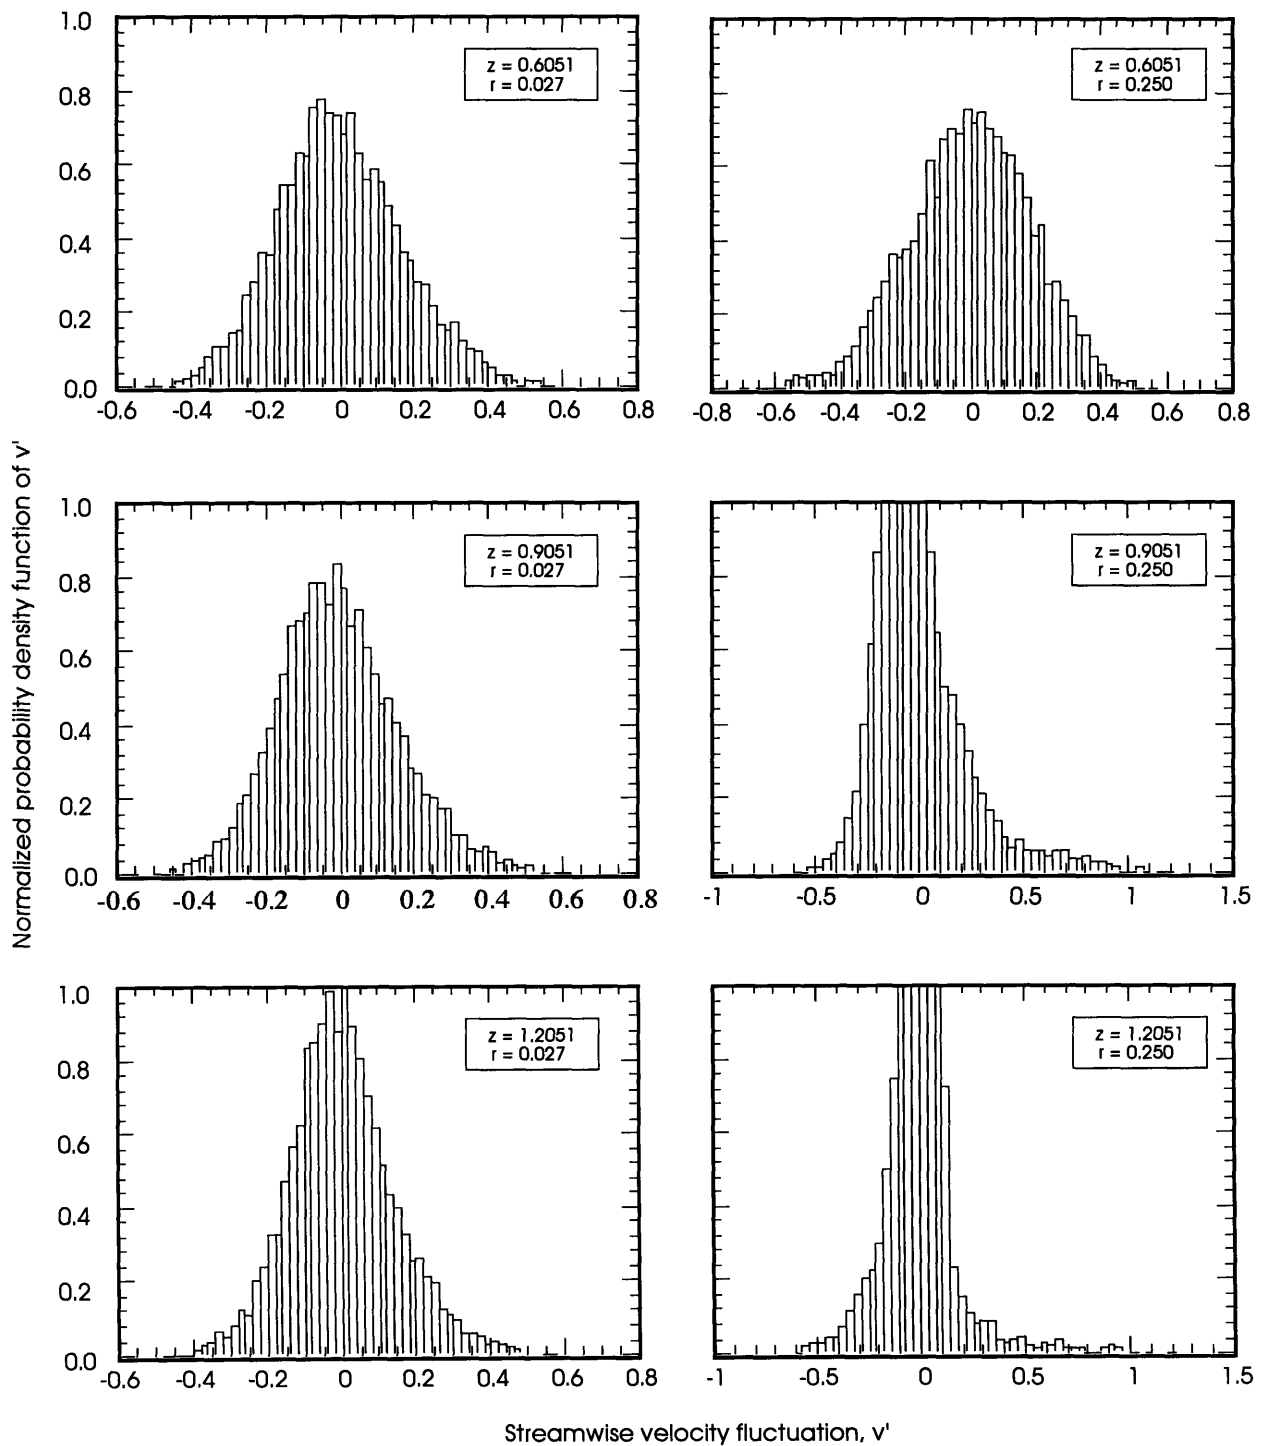 Normalized probability density function of v'
1.0
0.8
0.6
0.4
0.2
0.0
-0.6 -0.4 -0.2 0 0.2 0.4 0.6 0.8
z = 0.6051
r = 0.027
-0.8 -0.6 -0.4 -0.2 0 0.2 0.4 0.6 0.8
z = 0.6051
r = 0.250
1.0
0.8
0.6
0.4
0.2
0.0
-0.6 -0.4 -0.2 0 0.2 0.4 0.6 0.8
z = 0.9051
r = 0.027
-1 -0.5 0 0.5 1 1.5
z = 0.9051
r = 0.250
1.0
0.8
0.6
0.4
0.2
0.0
-0.6 -0.4 -0.2 0 0.2 0.4 0.6 0.8
z = 1.2051
r = 0.027
-1 -0.5 0 0.5 1 1.5
z = 1.2051
r = 0.250
Streamwise velocity fluctuation, v'